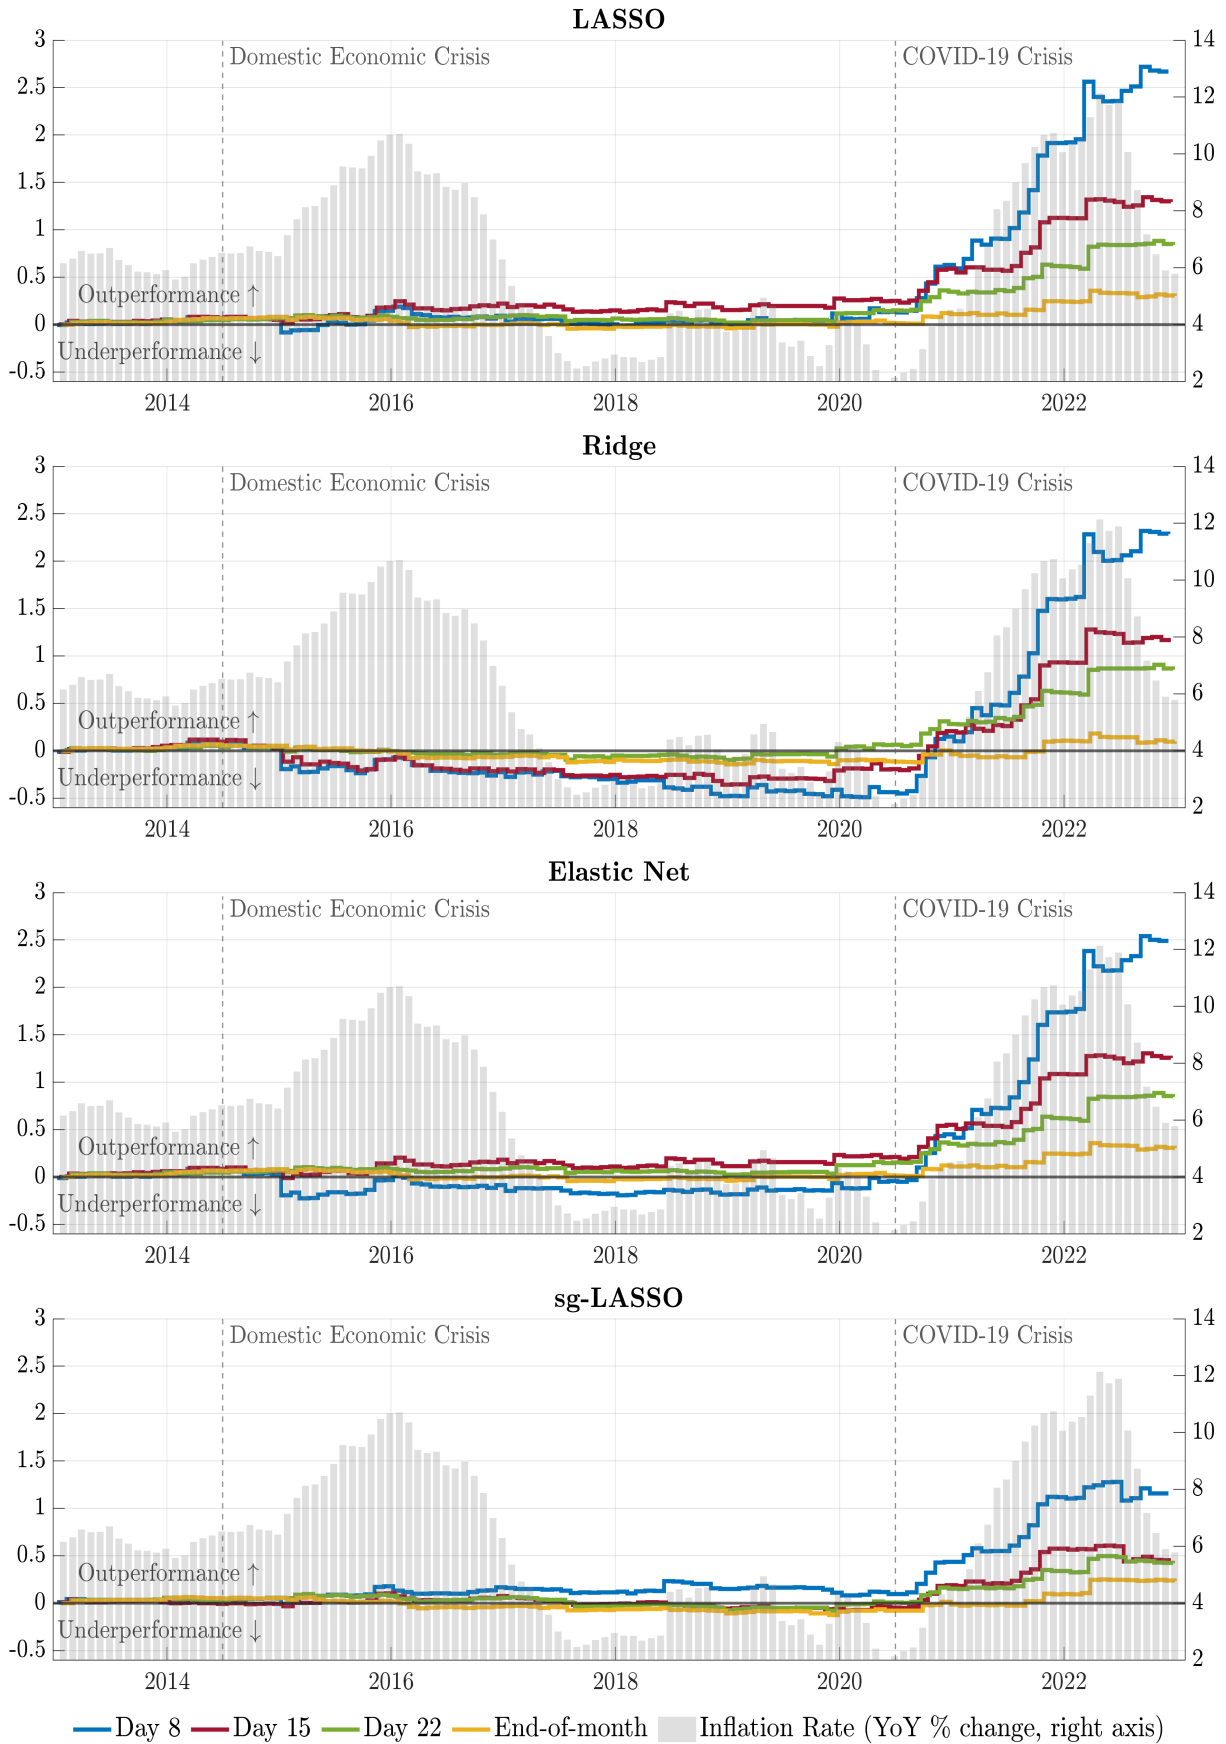 LASSO
3
2.5
2
1.5
1
0.5
0
-0.5
14
12
10
8
6
4
2
Domestic Economic Crisis
COVID-19 Crisis
Outperformance ↑
Underperformance ↓
2014 2016 2018 2020 2022
Ridge
3
2.5
2
1.5
1
0.5
0
-0.5
14
12
10
8
6
4
2
Domestic Economic Crisis
COVID-19 Crisis
Outperformance ↑
Underperformance ↓
2014 2016 2018 2020 2022
Elastic Net
3
2.5
2
1.5
1
0.5
0
-0.5
14
12
10
8
6
4
2
Domestic Economic Crisis
COVID-19 Crisis
Outperformance ↑
Underperformance ↓
2014 2016 2018 2020 2022
sg-LASSO
3
2.5
2
1.5
1
0.5
0
-0.5
14
12
10
8
6
4
2
Domestic Economic Crisis
COVID-19 Crisis
Outperformance ↑
Underperformance ↓
2014 2016 2018 2020 2022
Day 8 Day 15 Day 22 End-of-month Inflation Rate (YoY % change, right axis)